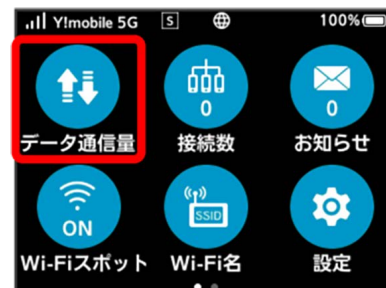 Y!mobile 5G S 100%
0 0
データ通信量 接続数 お知らせ
ON SSID
Wi-Fiスポット Wi-Fi名 設定